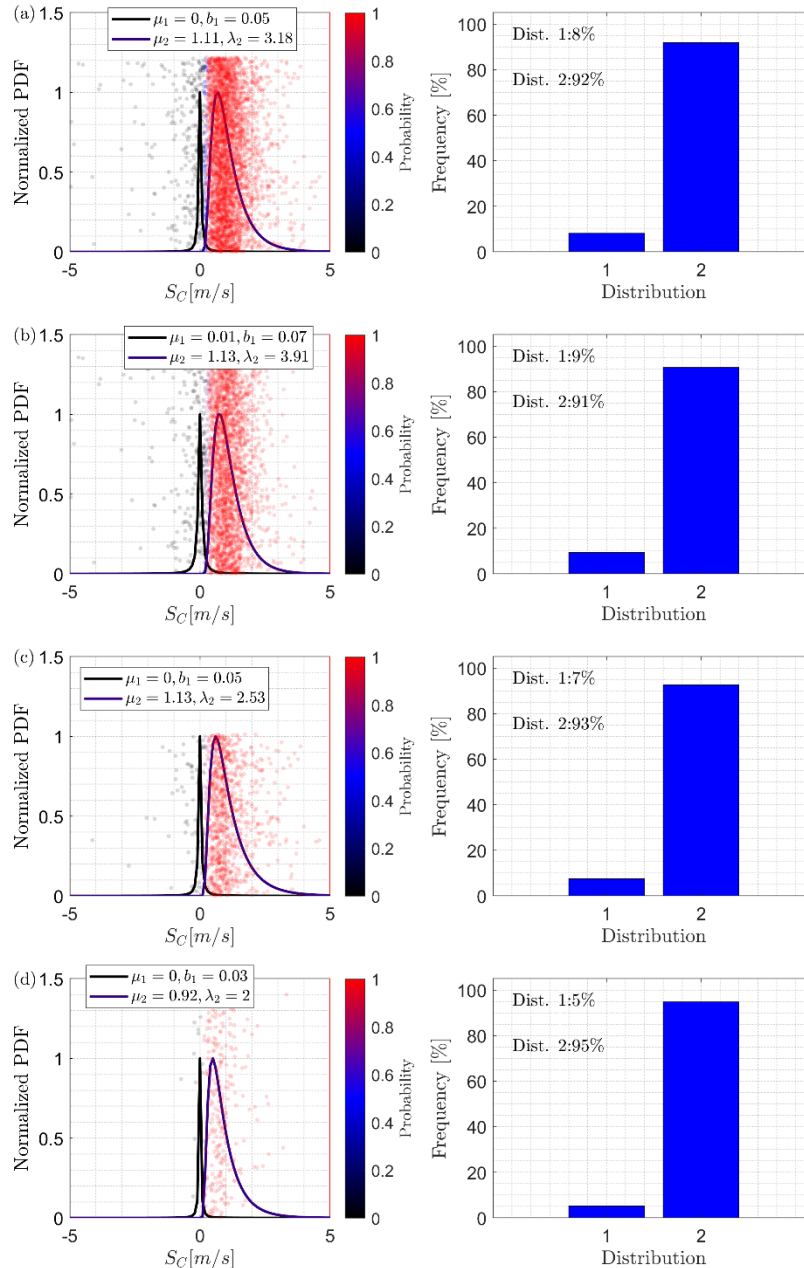 (a)
μ₁ = 0, b₁ = 0.05
μ₂ = 1.11, λ₂ = 3.18
Normalized PDF
1.5
1
0.5
0
-5 0 5
S_C[m/s]
1
0.8
0.6
0.4
0.2
0
Probability
Frequency [%]
100
80
60
40
20
0
Dist. 1:8%
Dist. 2:92%
1 2
Distribution
(b)
μ₁ = 0.01, b₁ = 0.07
μ₂ = 1.13, λ₂ = 3.91
Normalized PDF
1.5
1
0.5
0
-5 0 5
S_C[m/s]
1
0.8
0.6
0.4
0.2
0
Probability
Frequency [%]
100
80
60
40
20
0
Dist. 1:9%
Dist. 2:91%
1 2
Distribution
(c)
μ₁ = 0, b₁ = 0.05
μ₂ = 1.13, λ₂ = 2.53
Normalized PDF
1.5
1
0.5
0
-5 0 5
S_C[m/s]
1
0.8
0.6
0.4
0.2
0
Probability
Frequency [%]
100
80
60
40
20
0
Dist. 1:7%
Dist. 2:93%
1 2
Distribution
(d)
μ₁ = 0, b₁ = 0.03
μ₂ = 0.92, λ₂ = 2
Normalized PDF
1.5
1
0.5
0
-5 0 5
S_C[m/s]
1
0.8
0.6
0.4
0.2
0
Probability
Frequency [%]
100
80
60
40
20
0
Dist. 1:5%
Dist. 2:95%
1 2
Distribution